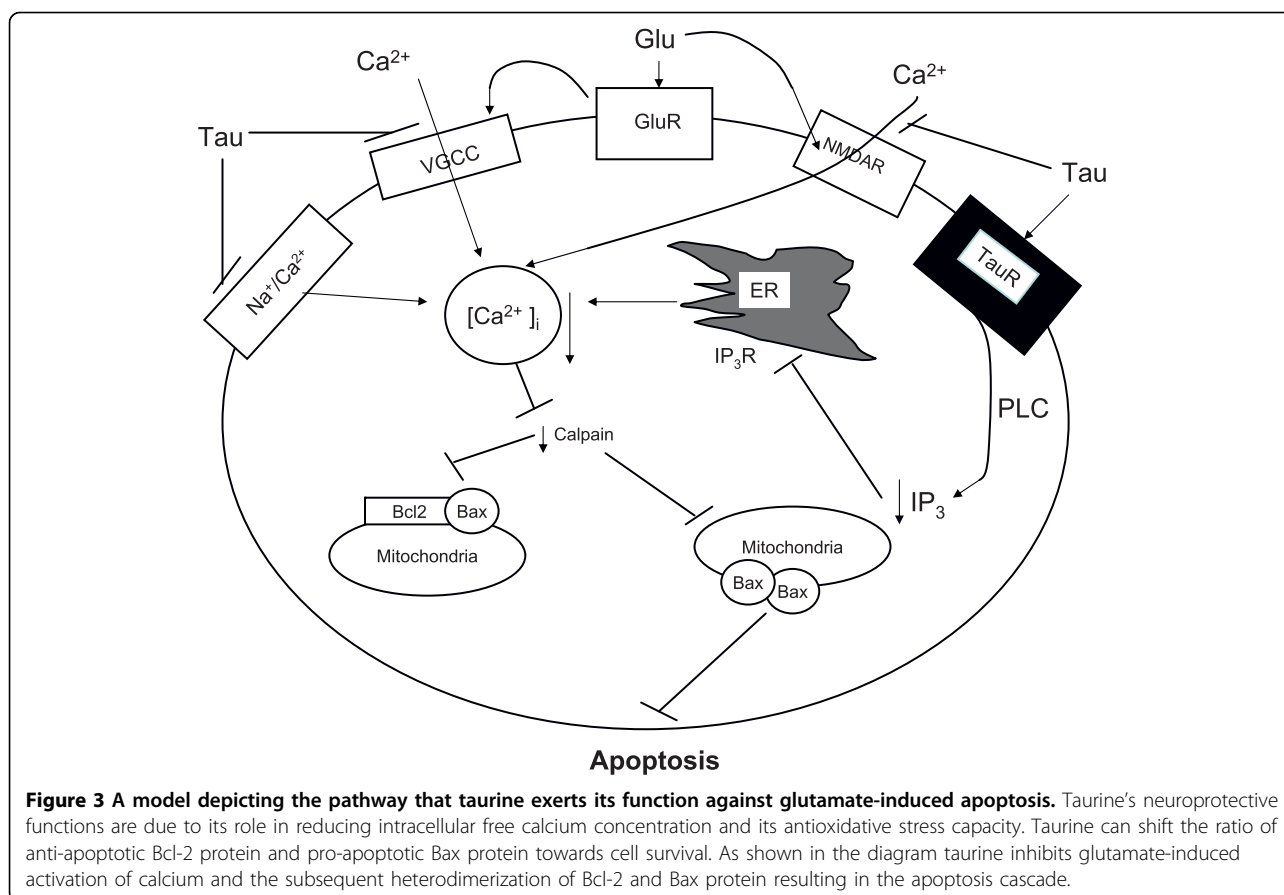 Glu
Ca²⁺
Ca²⁺
GluR
Tau
VGCC
NMDAR
Tau
Na⁺/Ca²⁺
TauR
ER
[Ca²⁺ ]ᵢ
IP₃R
PLC
Calpain
IP₃
Bcl2
Bax
Mitochondria
Mitochondria
Bax
Bax
Apoptosis
Figure 3 A model depicting the pathway that taurine exerts its function against glutamate-induced apoptosis. Taurine's neuroprotective
functions are due to its role in reducing intracellular free calcium concentration and its antioxidative stress capacity. Taurine can shift the ratio of
anti-apoptotic Bcl-2 protein and pro-apoptotic Bax protein towards cell survival. As shown in the diagram taurine inhibits glutamate-induced
activation of calcium and the subsequent heterodimerization of Bcl-2 and Bax protein resulting in the apoptosis cascade.